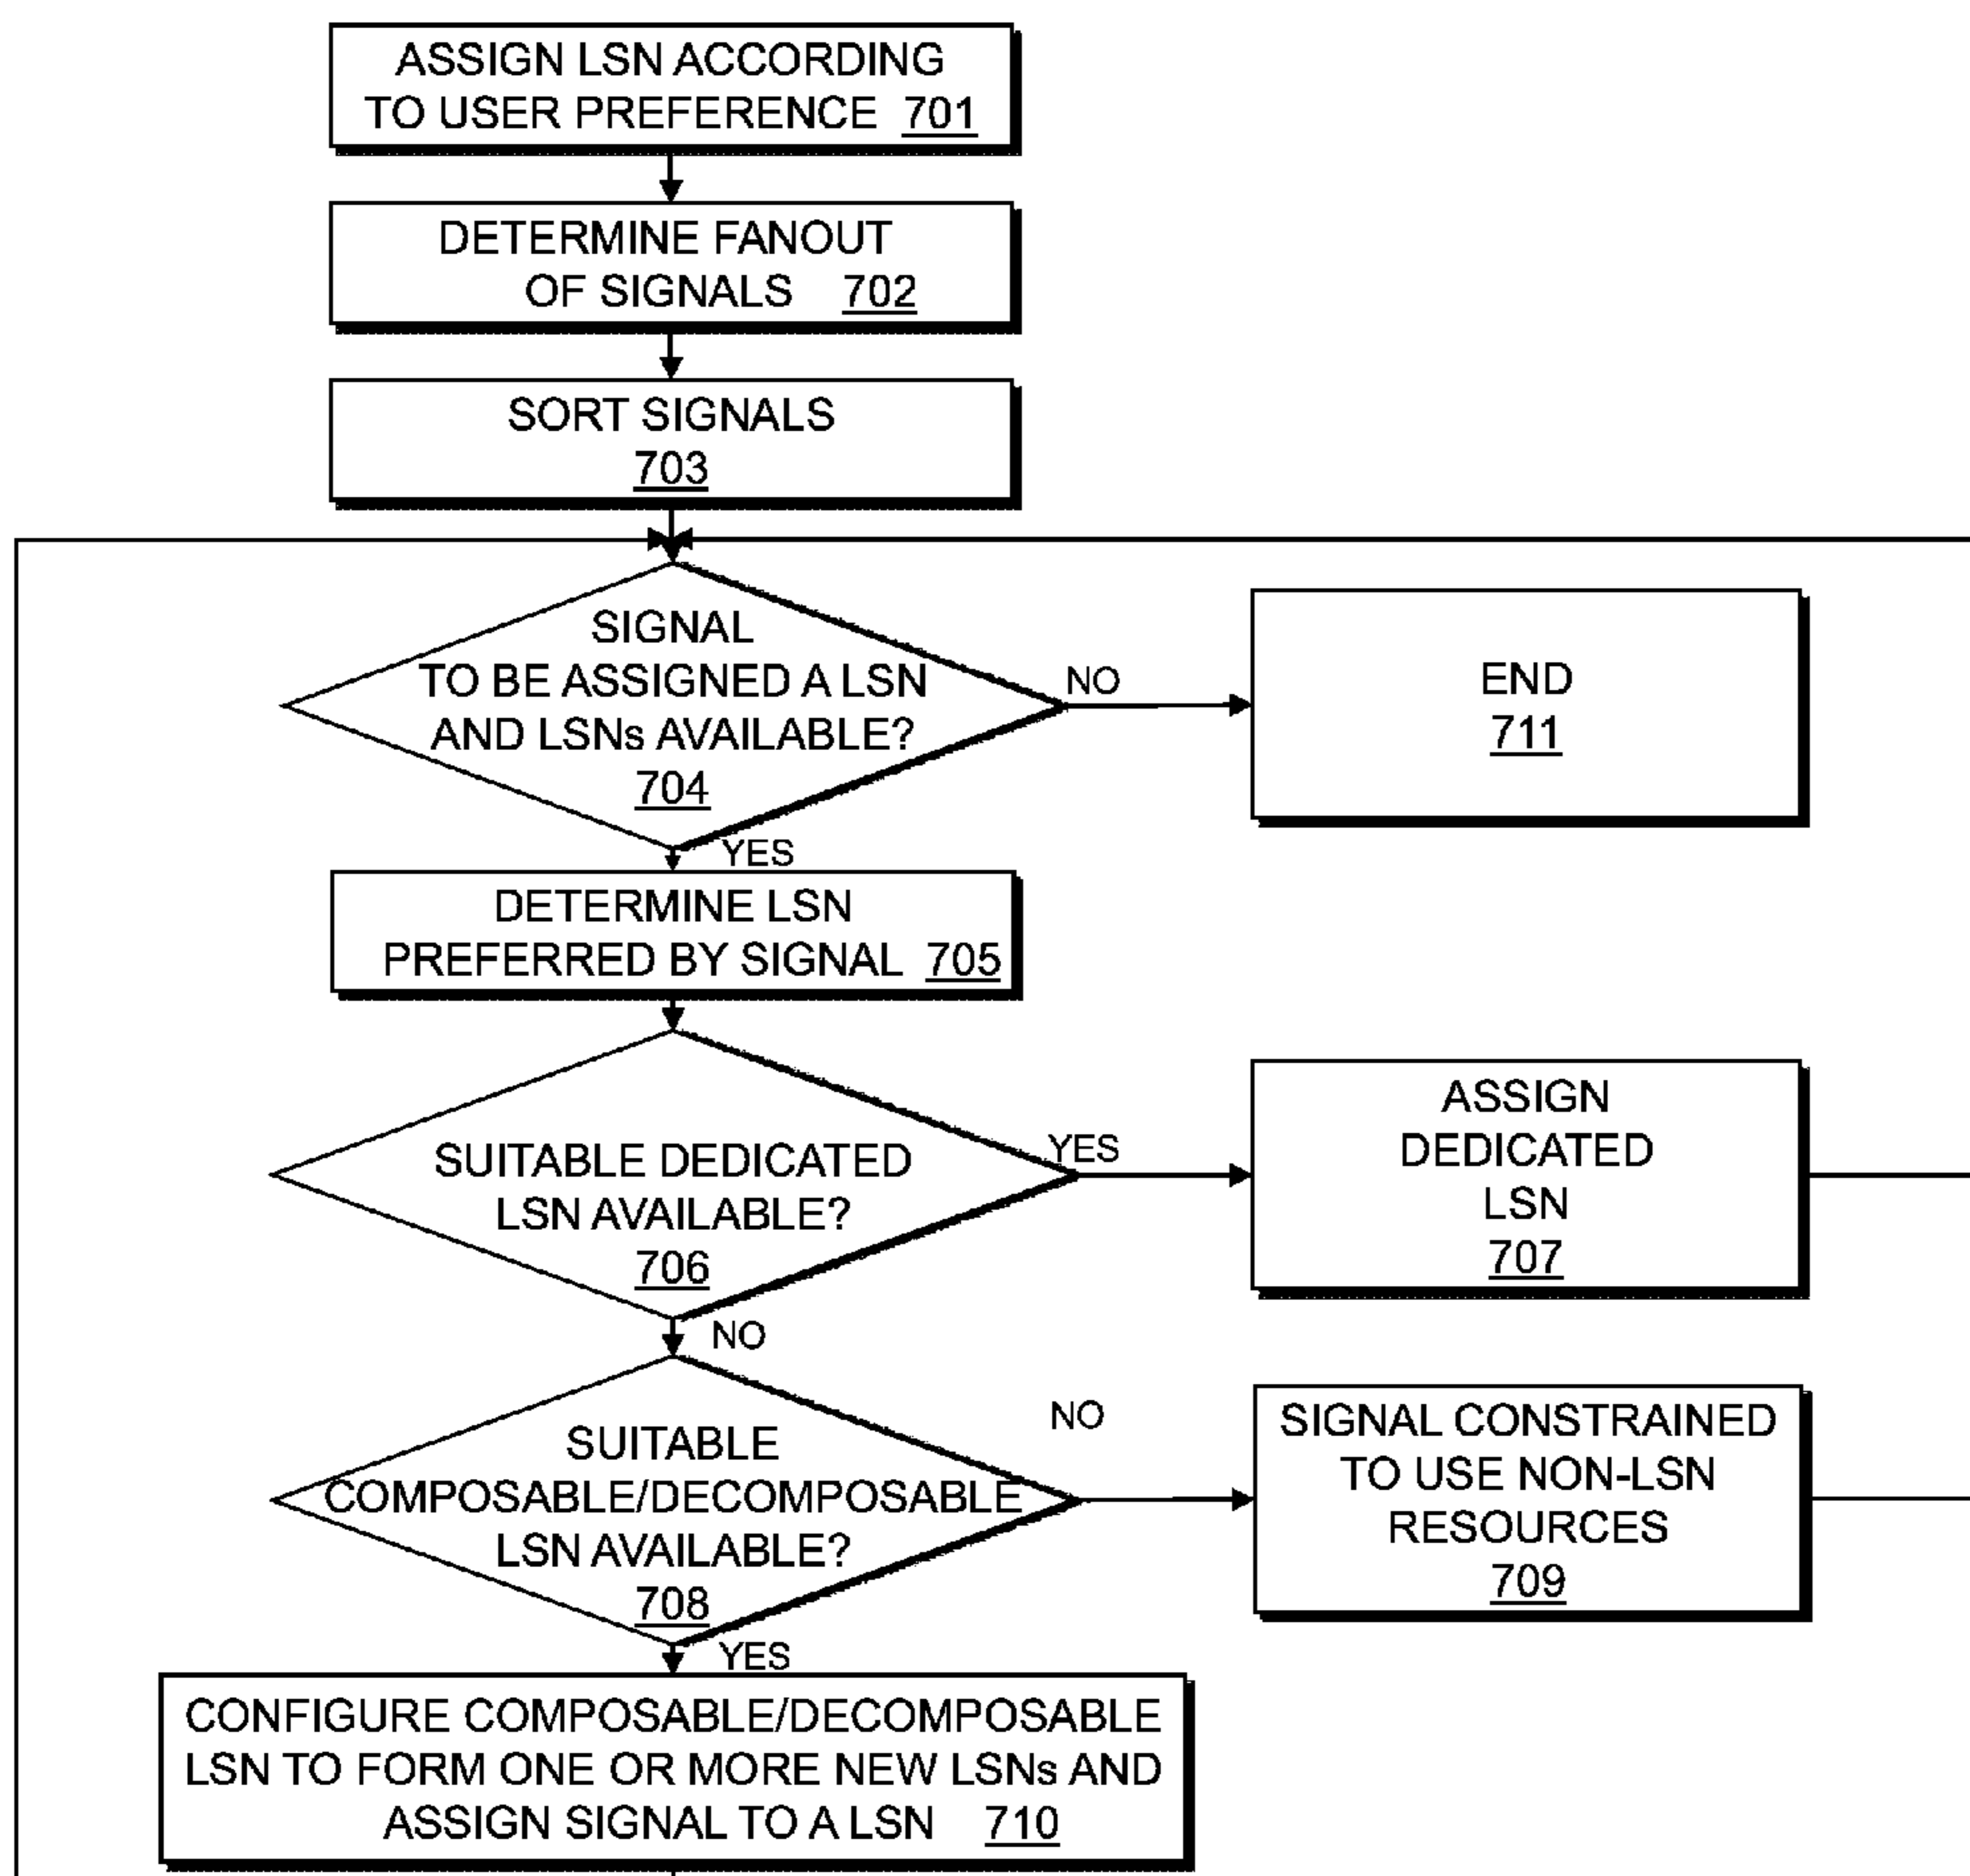 ASSIGN LSN ACCORDING
TO USER PREFERENCE 701
DETERMINE FANOUT
OF SIGNALS 702
SORT SIGNALS
703
SIGNAL
TO BE ASSIGNED A LSN
AND LSNs AVAILABLE?
704
NO
END
711
YES
DETERMINE LSN
PREFERRED BY SIGNAL 705
SUITABLE DEDICATED
LSN AVAILABLE?
706
YES
ASSIGN
DEDICATED
LSN
707
NO
SUITABLE
COMPOSABLE/DECOMPOSABLE
LSN AVAILABLE?
708
NO
SIGNAL CONSTRAINED
TO USE NON-LSN
RESOURCES
709
YES
CONFIGURE COMPOSABLE/DECOMPOSABLE
LSN TO FORM ONE OR MORE NEW LSNs AND
ASSIGN SIGNAL TO A LSN 710